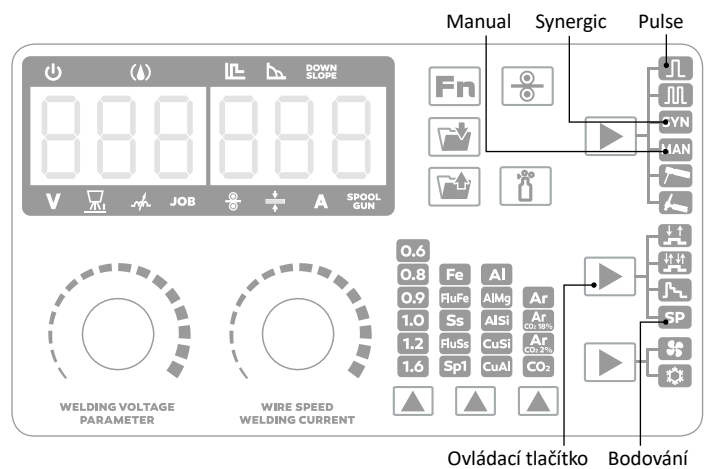 Manual Synergic Pulse
DOWN
SLOPE
888 888
V A JOB SPOOL
GUN
Fn
SYN
MAN
0.6
0.8 Fe Al
0.9 FluFe AlMg Ar
1.0 Ss AlSi Ar CO₂ 18%
1.2 FluSs CuSi Ar CO₂ 2%
1.6 Sp1 CuAl CO₂
SP
WELDING VOLTAGE
PARAMETER
WIRE SPEED
WELDING CURRENT
Ovládací tlačítko Bodování